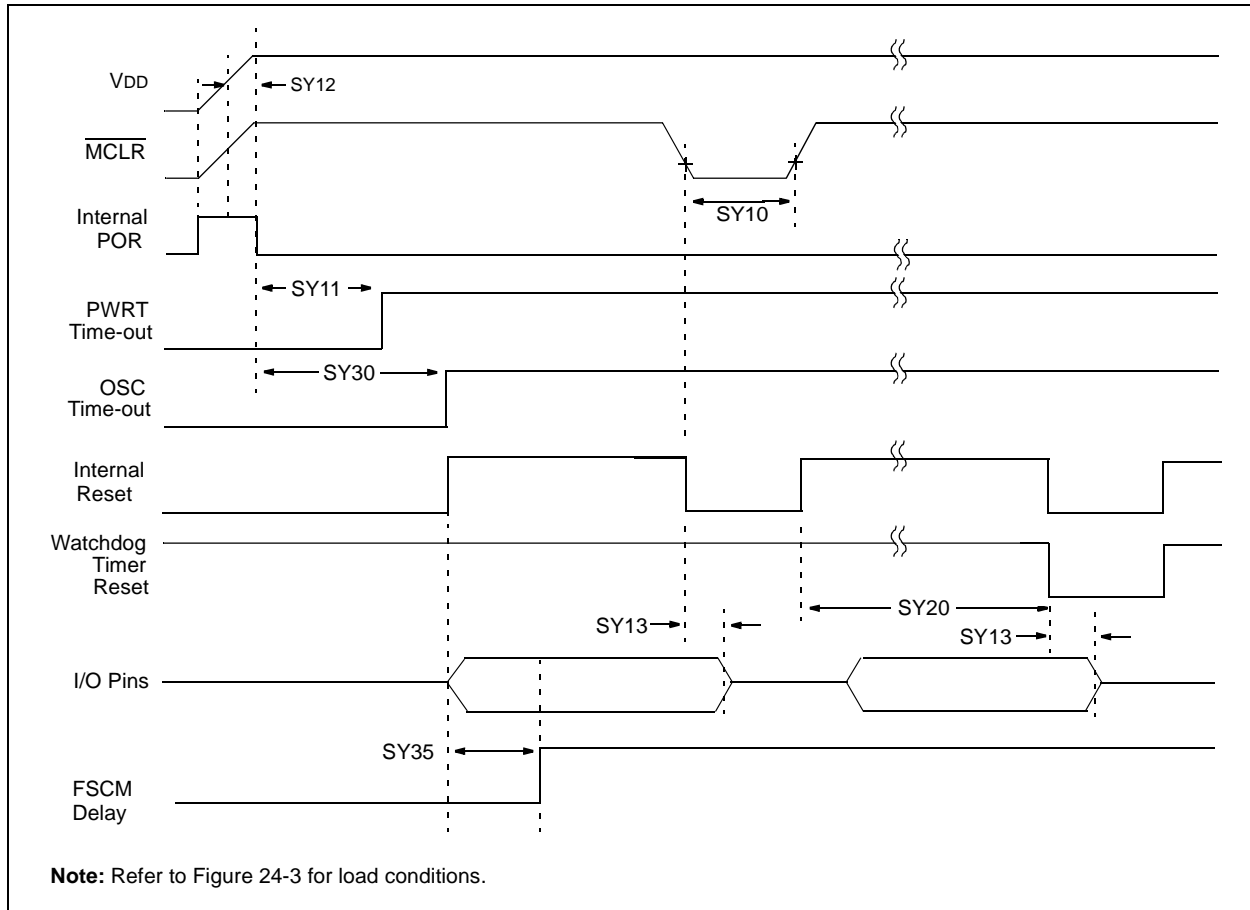 VDD
SY12
MCLR
SY10
Internal
POR
SY11
PWRT
Time-out
SY30
OSC
Time-out
Internal
Reset
Watchdog
Timer
Reset
SY20
SY13
SY13
I/O Pins
SY35
FSCM
Delay
Note: Refer to Figure 24-3 for load conditions.